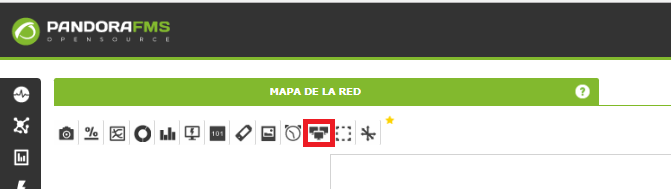 PANDORAFMS
OPENSOURCE
MAPA DE LA RED
?
%
101